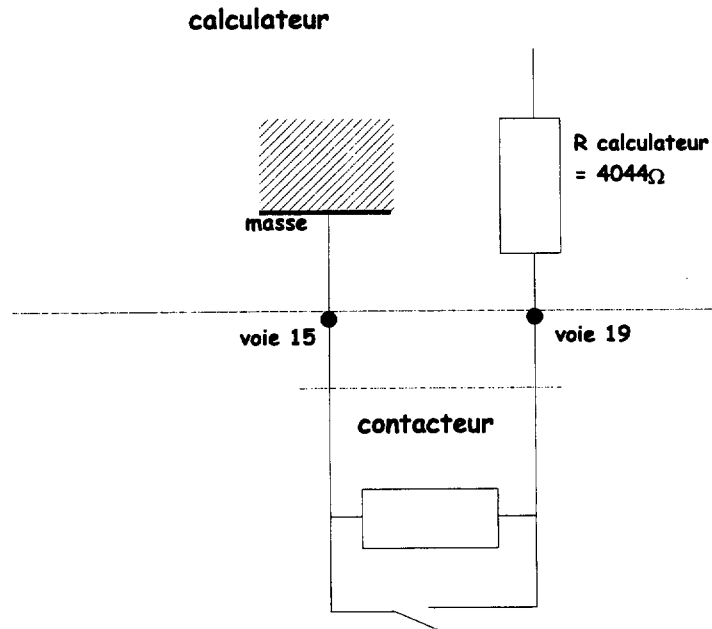 calculateur
R calculateur
= 4044Ω
masse
voie 15
voie 19
contacteur